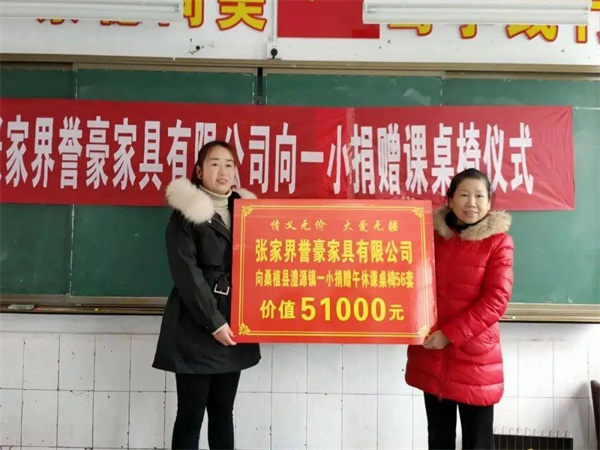 张家界誉豪家具有限公司向一小捐赠课桌椅仪式
情义无价 大爱无疆
张家界誉豪家具有限公司
向桑植县澧源镇一小捐赠午休课桌椅56套
价值51000元